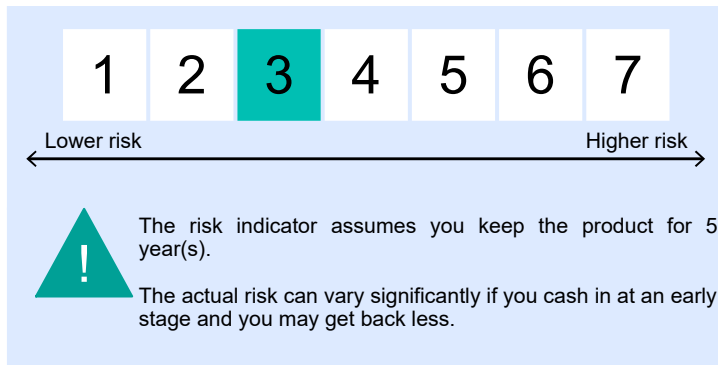 1 2 3 4 5 6 7
Lower risk Higher risk
!
The risk indicator assumes you keep the product for 5
year(s).
The actual risk can vary significantly if you cash in at an early
stage and you may get back less.